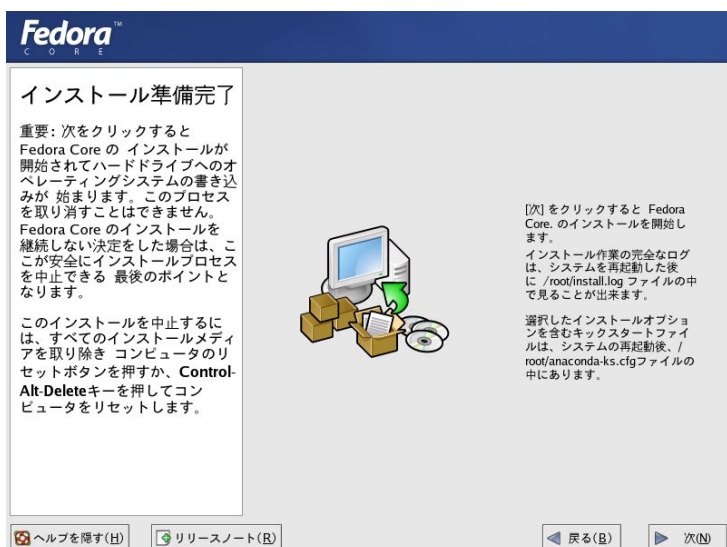 Fedora™
CORE
インストール準備完了
重要: 次をクリックすると
Fedora Core の インストールが
開始されてハードドライブへのオ
ペレーティングシステムの書き込
みが 始まります。このプロセス
を取り消すことはできません。
Fedora Core のインストールを
継続しない決定をした場合は、こ
こが安全にインストールプロセス
を中止できる 最後のポイントと
なります。
このインストールを中止するに
は、すべてのインストールメディ
アを取り除き コンピュータのリ
セットボタンを押すか、Control-
Alt-Deleteキーを押してコン
ピュータをリセットします。
[次] をクリックすると Fedora
Core. のインストールを開始し
ます。
インストール作業の完全なログ
は、システムを再起動した後
に /root/install.log ファイルの中
で見ることが出来ます。
選択したインストールオプショ
ンを含むキックスタートファイ
ルは、システムの再起動後、/
root/anaconda-ks.cfgファイルの
中にあります。
ヘルプを隠す(H)
リリースノート(R)
戻る(B)
次(N)